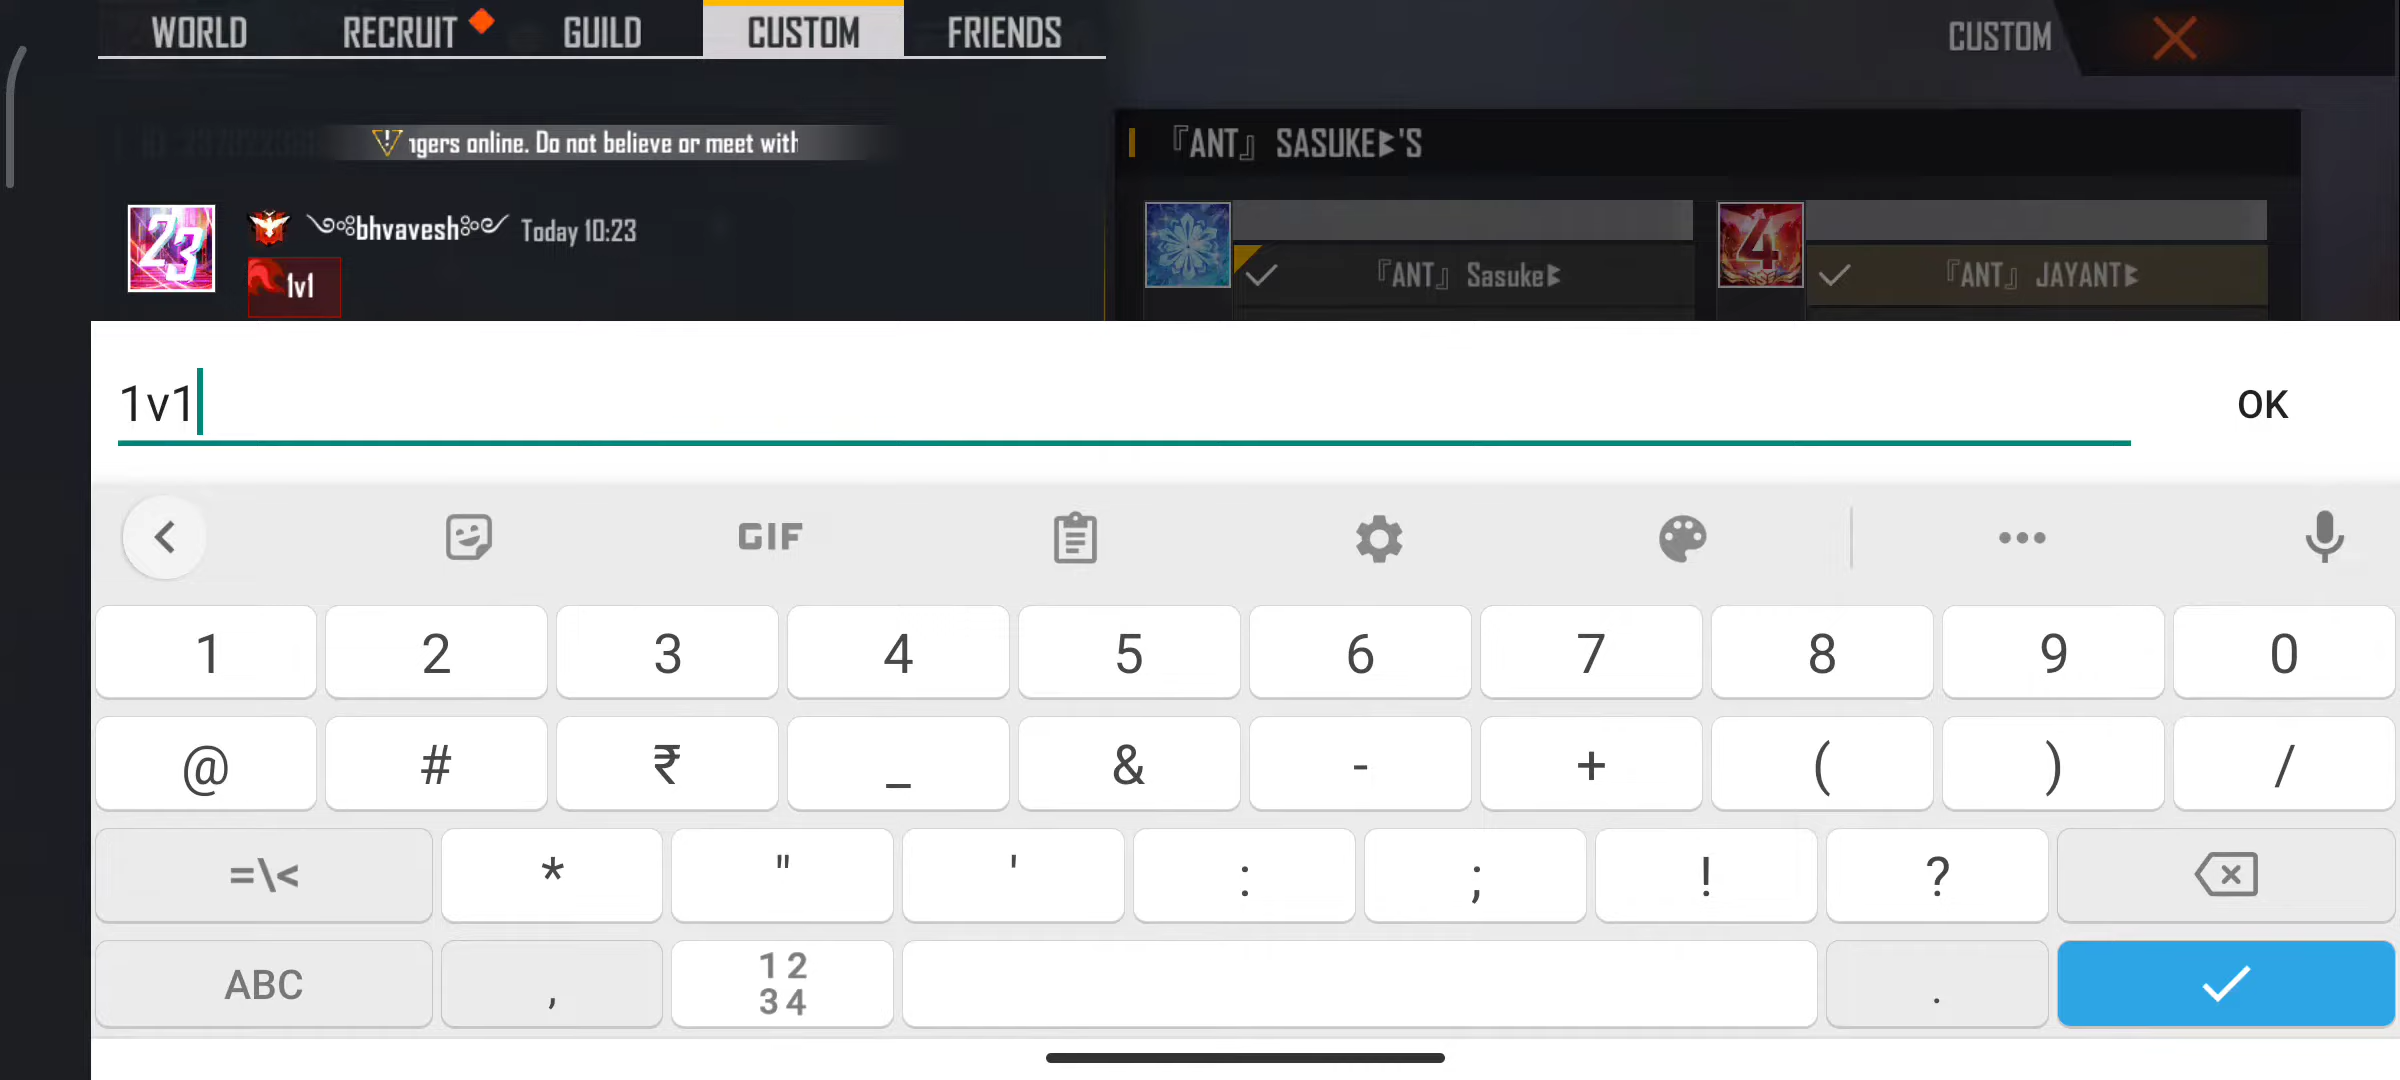 WORLD RECRUIT GUILD CUSTOM FRIENDS
CUSTOM
ngers online. Do not believe or meet with
bhvavesh Today 10:23
23
1v1
『ANT』 SASUKE▶'S
『ANT』 Sasuke▶
4
『ANT』 JAYANT▶
1v1
OK
GIF
1 2 3 4 5 6 7 8 9 0
@ # ₹ _ & - + ( ) /
=\< * " ' : ; ! ?
ABC , 12 34 .